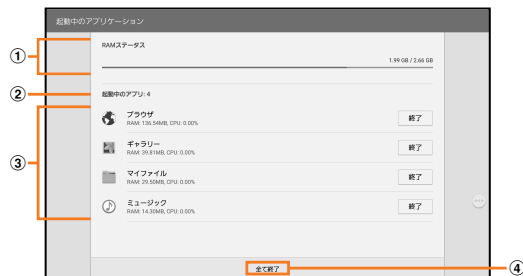 起動中のアプリケーション
RAMステータス
1.99 GB / 2.66 GB
起動中のアプリ: 4
ブラウザ
RAM: 136.54MB, CPU: 0.00%
終了
ギャラリー
RAM: 39.81MB, CPU: 0.00%
終了
マイファイル
RAM: 29.50MB, CPU: 0.00%
終了
ミュージック
RAM: 14.30MB, CPU: 0.00%
終了
全て終了
①
②
③
④